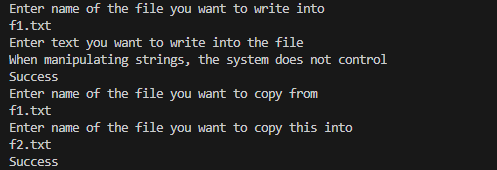 Enter name of the file you want to write into
f1.txt
Enter text you want to write into the file
When manipulating strings, the system does not control
Success
Enter name of the file you want to copy from
f1.txt
Enter name of the file you want to copy this into
f2.txt
Success